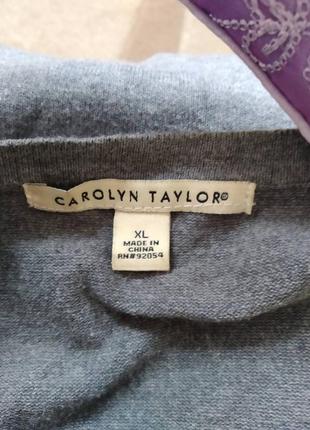 CAROLYN TAYLOR®
XL
MADE IN
CHINA
RN#92054